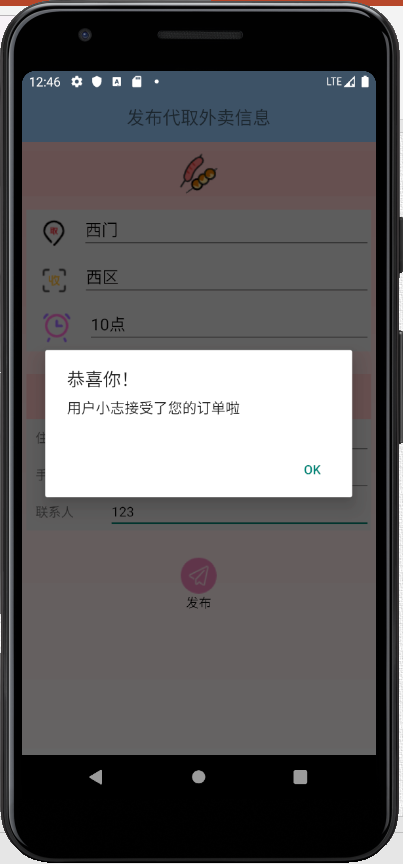 12:46 LTE
发布代取外卖信息
西门
西区
10点
恭喜你！
用户小志接受了您的订单啦
OK
住
手
联系人 123
发布